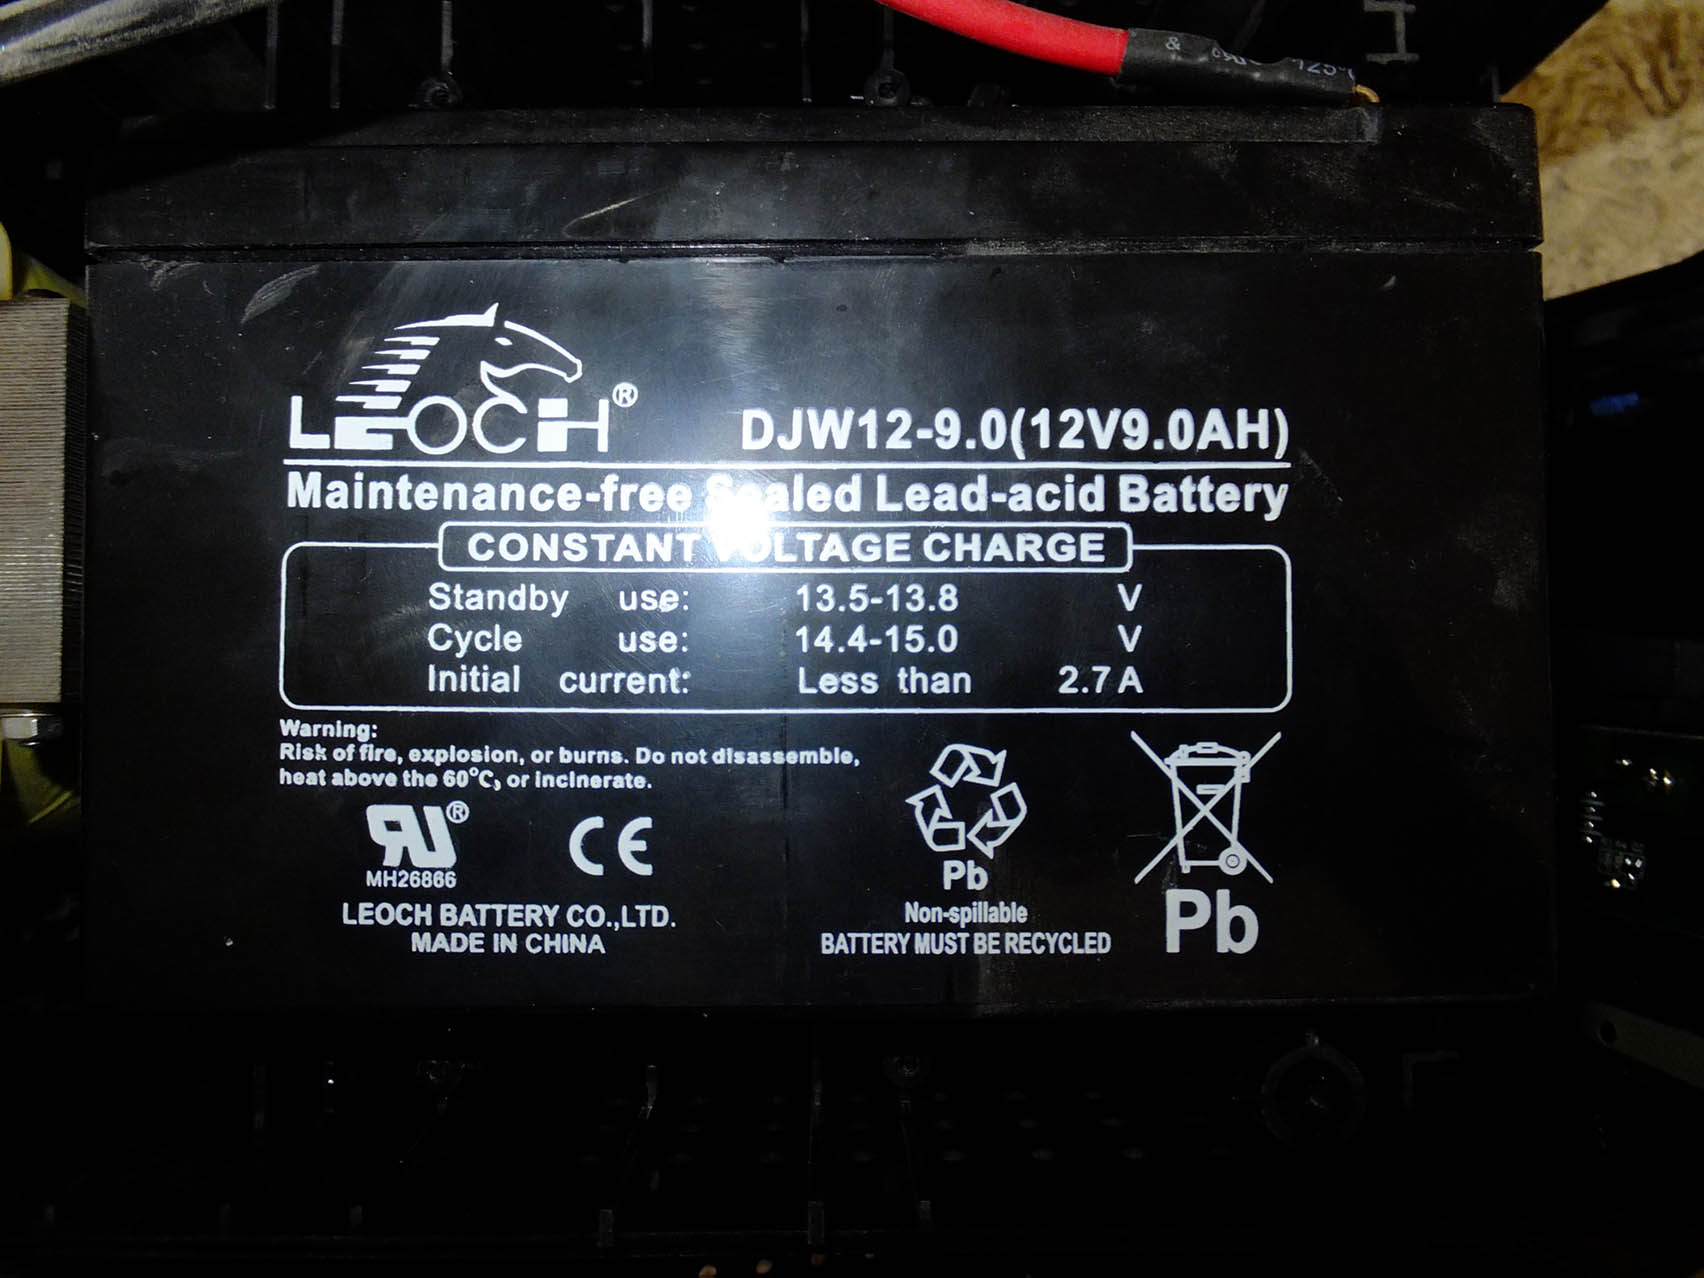 LEOCH®
DJW12-9.0(12V9.0AH)
Maintenance-free Sealed Lead-acid Battery
CONSTANT VOLTAGE CHARGE
Standby use: 13.5-13.8 V
Cycle use: 14.4-15.0 V
Initial current: Less than 2.7A
Warning:
Risk of fire, explosion, or burns. Do not disassemble,
heat above the 60°C, or incinerate.
RU®
CE
MH26866
LEOCH BATTERY CO.,LTD.
MADE IN CHINA
Pb
Non-spillable
BATTERY MUST BE RECYCLED
Pb